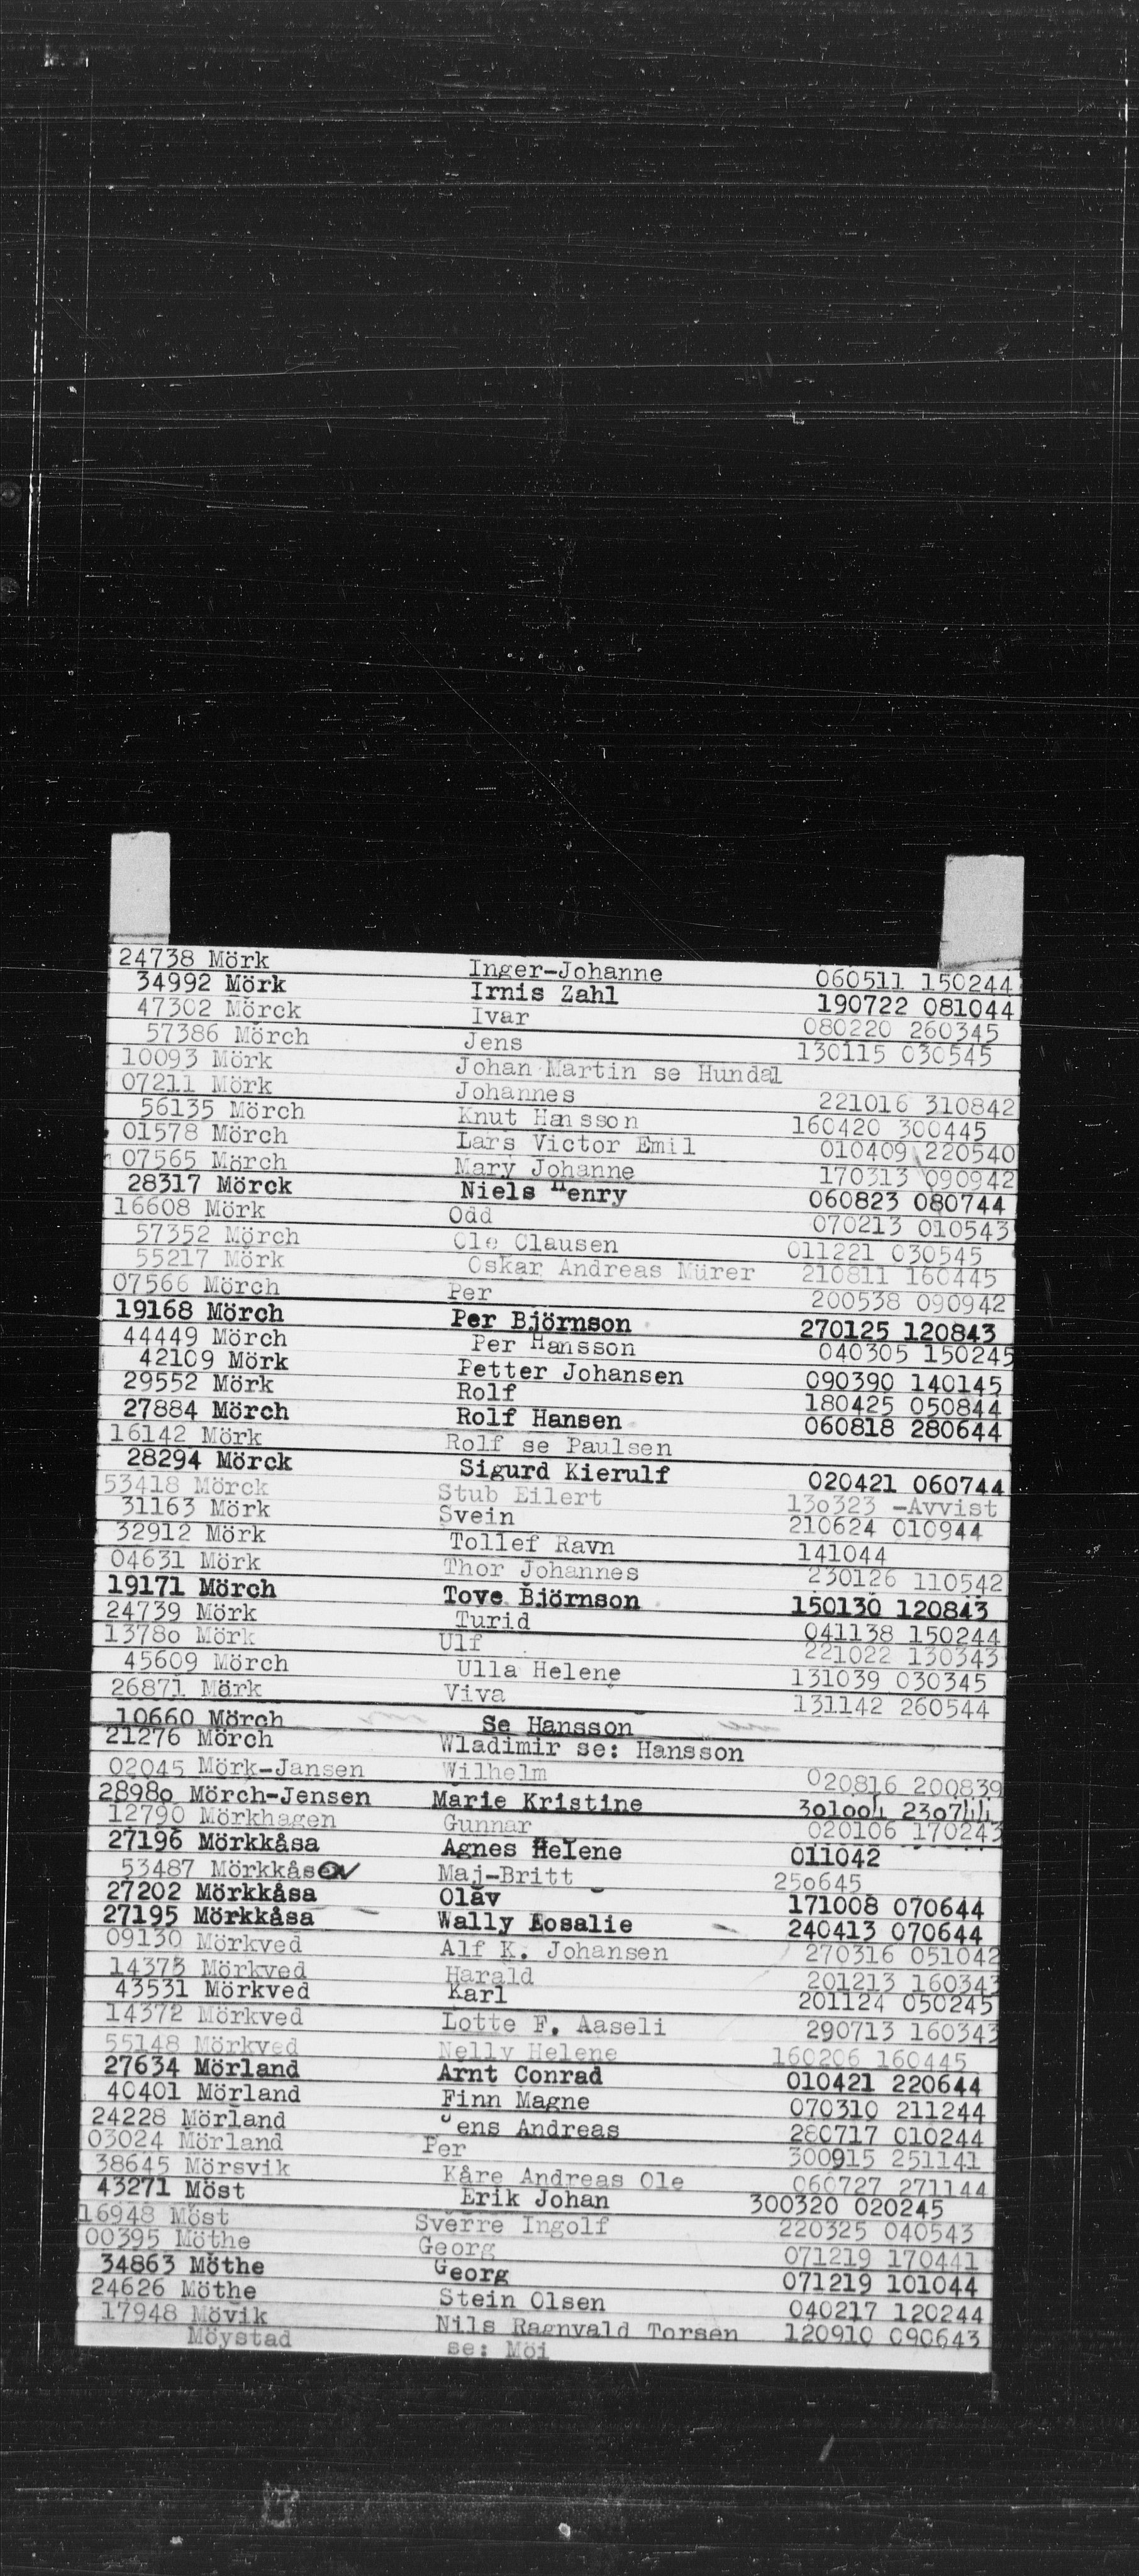 24738 Mörk Inger-Johanne 060511 150244
34992 Mörk Irnis Zahl 190722 081044
47302 Mörck Ivar 080220 260345
57386 Mörch Jens 130115 030545
10093 Mörk Johan Martin se Hundal
07211 Mörk Johannes 221016 310842
56135 Mörch Knut Hansson 160420 300445
01578 Mörch Lars Victor Emil 010409 220540
07565 Mörch Mary Johanne 170313 090942
28317 Mörck Niels Henry 060823 080744
16608 Mörk Odd 070213 010543
57352 Mörch Ole Clausen 011221 030545
55217 Mörk Oskar Andreas Mürer 210811 160445
07566 Mörch Per 200538 090942
19168 Mörch Per Björnson 270125 120843
44449 Mörch Per Hansson 040305 150245
42109 Mörk Petter Johansen 090390 140145
29552 Mörk Rolf 180425 050844
27884 Mörch Rolf Hansen 060818 280644
16142 Mörk Rolf se Paulsen
28294 Mörck Sigurd Kierulf 020421 060744
53418 Mörck Stub Eilert 130323 -Avvist
31163 Mörk Svein 210624 010944
32912 Mörk Tollef Ravn 141044
04631 Mörk Thor Johannes 230126 110542
19171 Mörch Tove Björnson 150130 120843
24739 Mörk Turid 041138 150244
13780 Mörk Ulf 221022 130343
45609 Mörch Ulla Helene 131039 030345
26871 Mörk Viva 131142 260544
10660 Mörch Se Hansson
21276 Mörch Wladimir se: Hansson
02045 Mörk-Jansen Wilhelm 020816 200839
28980 Mörch-Jensen Marie Kristine 301004 230744
12790 Mörkhagen Gunnar 020106 170243
27196 Mörkkåsa Agnes Helene 011042
53487 Mörkkåsa Maj-Britt 250645
27202 Mörkkåsa Olav 171008 070644
27195 Mörkkåsa Wally Rosalie 240413 070644
09130 Mörkved Alf K. Johansen 270316 051042
14373 Mörkved Harald 201213 160343
43531 Mörkved Karl 201124 050245
14372 Mörkved Lotte F. Aaseli 290713 160343
55148 Mörkved Nelly Helene 160206 160445
27634 Mörland Arnt Conrad 010421 220644
40401 Mörland Finn Magne 070310 211244
24228 Mörland Jens Andreas 280717 010244
03024 Mörland Per 300915 251141
38645 Mörsvik Kåre Andreas Ole 060727 271144
43271 Möst Erik Johan 300320 020245
16948 Möst Sverre Ingolf 220325 040543
00395 Möthe Georg 071219 170441
34863 Möthe Georg 071219 101044
24626 Möthe Stein Olsen 040217 120244
17948 Mövik Nils Ragnvald Torsen 120910 090643
Möystad se: Möi